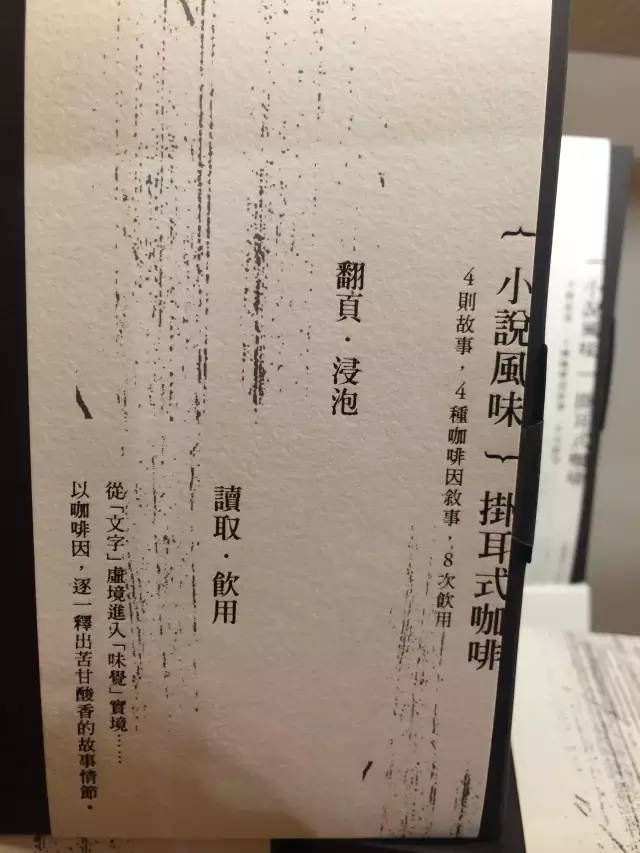 {小說風味}掛耳式咖啡
4則故事，4種咖啡因敘事，8次飲用
翻頁．浸泡
讀取．飲用
從「文字」虛境進入「味覺」實境……
以咖啡因，逐一釋出苦甘酸香的故事情節。